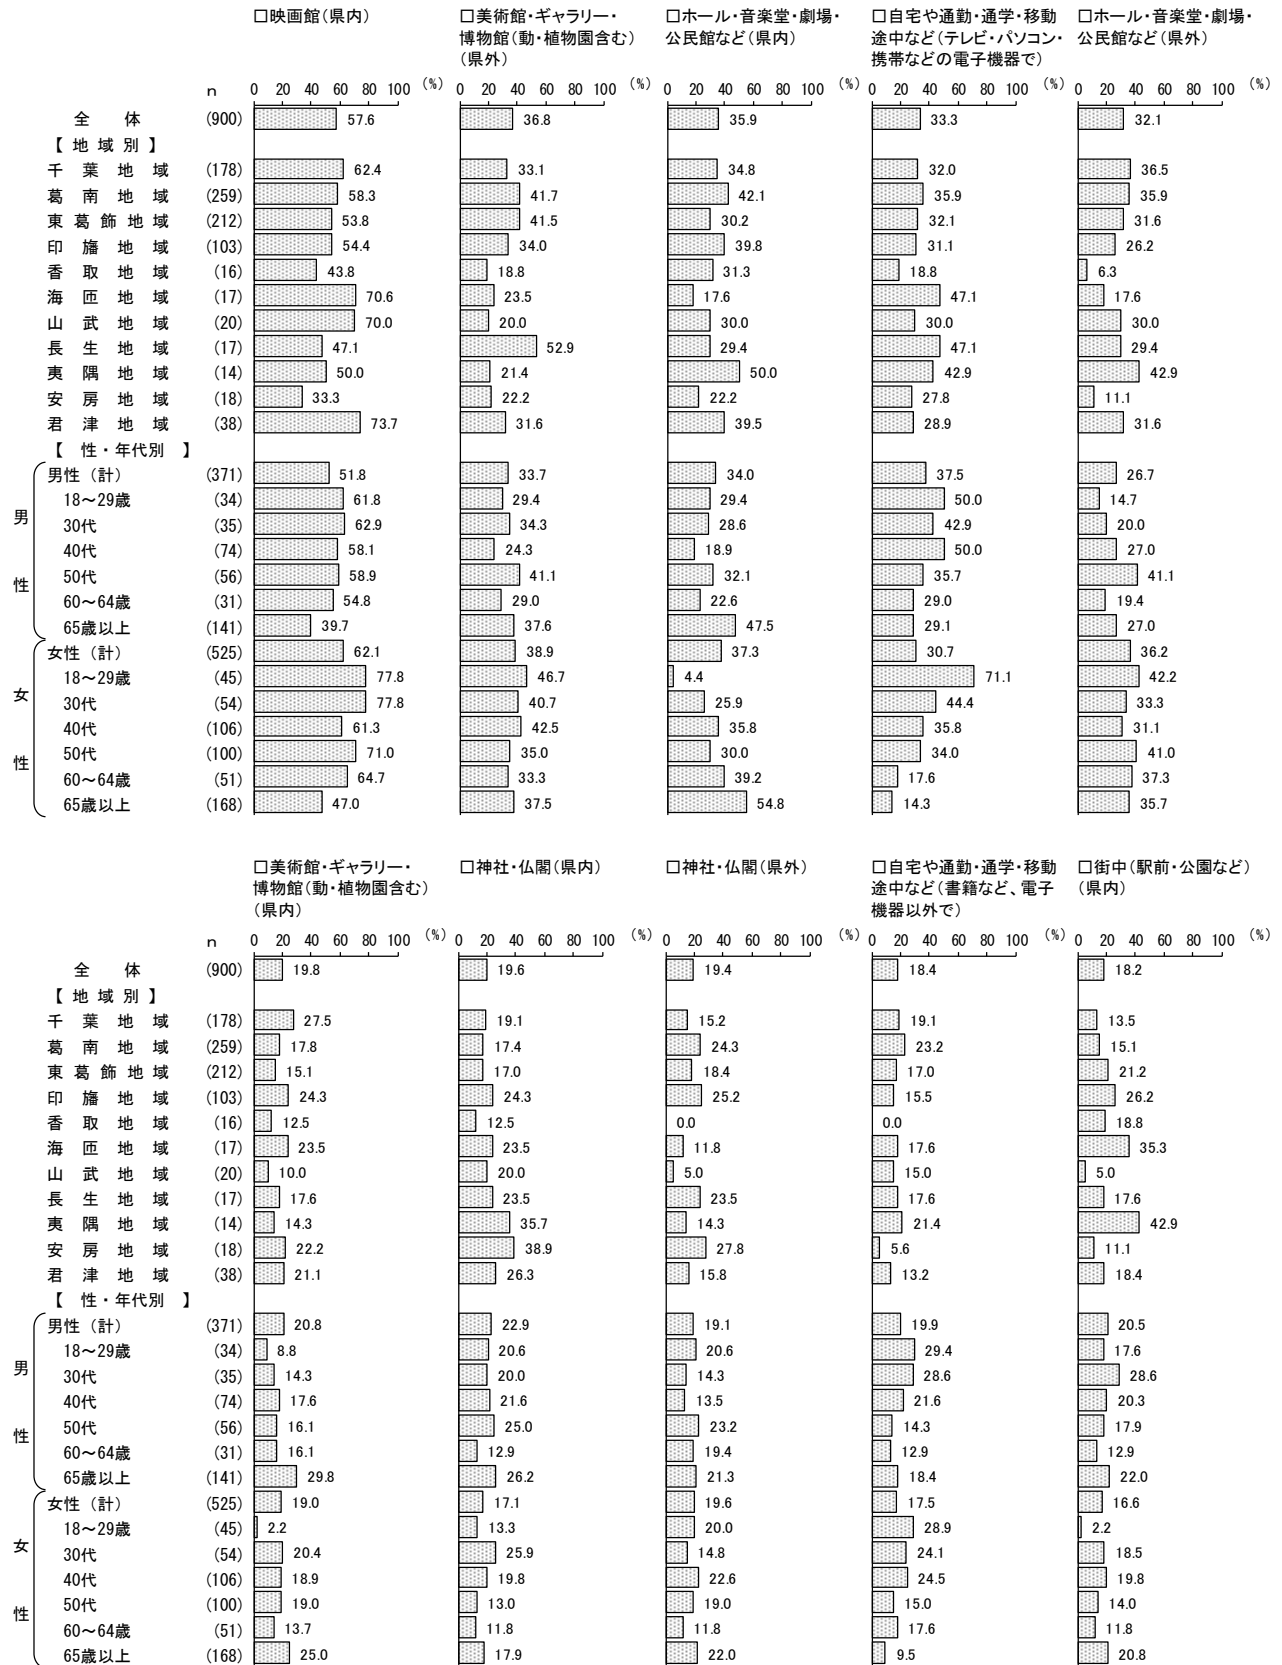 □映画館（県内） □美術館・ギャラリー・ □ホール・音楽堂・劇場・ □自宅や通勤・通学・移動 □ホール・音楽堂・劇場・
博物館（動・植物園含む） 公民館など（県内） 途中など（テレビ・パソコン・ 公民館など（県外）
（県外） 携帯などの電子機器で）
n 0 20 40 60 80 100 (%) 0 20 40 60 80 100 (%) 0 20 40 60 80 100 (%) 0 20 40 60 80 100 (%) 0 20 40 60 80 100 (%)
全体 (900) 57.6 36.8 35.9 33.3 32.1
【地域別】
千葉地域 (178) 62.4 33.1 34.8 32.0 36.5
葛南地域 (259) 58.3 41.7 42.1 35.9 35.9
東葛飾地域 (212) 53.8 41.5 30.2 32.1 31.6
印旛地域 (103) 54.4 34.0 39.8 31.1 26.2
香取地域 (16) 43.8 18.8 31.3 18.8 6.3
海匝地域 (17) 70.6 23.5 17.6 47.1 17.6
山武地域 (20) 70.0 20.0 30.0 30.0 30.0
長生地域 (17) 47.1 52.9 29.4 47.1 29.4
夷隅地域 (14) 50.0 21.4 50.0 42.9 42.9
安房地域 (18) 33.3 22.2 22.2 27.8 11.1
君津地域 (38) 73.7 31.6 39.5 28.9 31.6
【性・年代別】
男性（計） (371) 51.8 33.7 34.0 37.5 26.7
18～29歳 (34) 61.8 29.4 29.4 50.0 14.7
男 30代 (35) 62.9 34.3 28.6 42.9 20.0
40代 (74) 58.1 24.3 18.9 50.0 27.0
性 50代 (56) 58.9 41.1 32.1 35.7 41.1
60～64歳 (31) 54.8 29.0 22.6 29.0 19.4
65歳以上 (141) 39.7 37.6 47.5 29.1 27.0
女性（計） (525) 62.1 38.9 37.3 30.7 36.2
18～29歳 (45) 77.8 46.7 4.4 71.1 42.2
女 30代 (54) 77.8 40.7 25.9 44.4 33.3
40代 (106) 61.3 42.5 35.8 35.8 31.1
性 50代 (100) 71.0 35.0 30.0 34.0 41.0
60～64歳 (51) 64.7 33.3 39.2 17.6 37.3
65歳以上 (168) 47.0 37.5 54.8 14.3 35.7
□美術館・ギャラリー・ □神社・仏閣（県内） □神社・仏閣（県外） □自宅や通勤・通学・移動 □街中（駅前・公園など）
博物館（動・植物園含む） 途中など（書籍など、電子 （県内）
（県内） 機器以外で）
n 0 20 40 60 80 100 (%) 0 20 40 60 80 100 (%) 0 20 40 60 80 100 (%) 0 20 40 60 80 100 (%) 0 20 40 60 80 100 (%)
全体 (900) 19.8 19.6 19.4 18.4 18.2
【地域別】
千葉地域 (178) 27.5 19.1 15.2 19.1 13.5
葛南地域 (259) 17.8 17.4 24.3 23.2 15.1
東葛飾地域 (212) 15.1 17.0 18.4 17.0 21.2
印旛地域 (103) 24.3 24.3 25.2 15.5 26.2
香取地域 (16) 12.5 12.5 0.0 0.0 18.8
海匝地域 (17) 23.5 23.5 11.8 17.6 35.3
山武地域 (20) 10.0 20.0 5.0 15.0 5.0
長生地域 (17) 17.6 23.5 23.5 17.6 17.6
夷隅地域 (14) 14.3 35.7 14.3 21.4 42.9
安房地域 (18) 22.2 38.9 27.8 5.6 11.1
君津地域 (38) 21.1 26.3 15.8 13.2 18.4
【性・年代別】
男性（計） (371) 20.8 22.9 19.1 19.9 20.5
18～29歳 (34) 8.8 20.6 20.6 29.4 17.6
男 30代 (35) 14.3 20.0 14.3 28.6 28.6
40代 (74) 17.6 21.6 13.5 21.6 20.3
性 50代 (56) 16.1 25.0 23.2 14.3 17.9
60～64歳 (31) 16.1 12.9 19.4 12.9 12.9
65歳以上 (141) 29.8 26.2 21.3 18.4 22.0
女性（計） (525) 19.0 17.1 19.6 17.5 16.6
18～29歳 (45) 2.2 13.3 20.0 28.9 2.2
女 30代 (54) 20.4 25.9 14.8 24.1 18.5
40代 (106) 18.9 19.8 22.6 24.5 19.8
性 50代 (100) 19.0 13.0 19.0 15.0 14.0
60～64歳 (51) 13.7 11.8 11.8 17.6 11.8
65歳以上 (168) 25.0 17.9 22.0 9.5 20.8